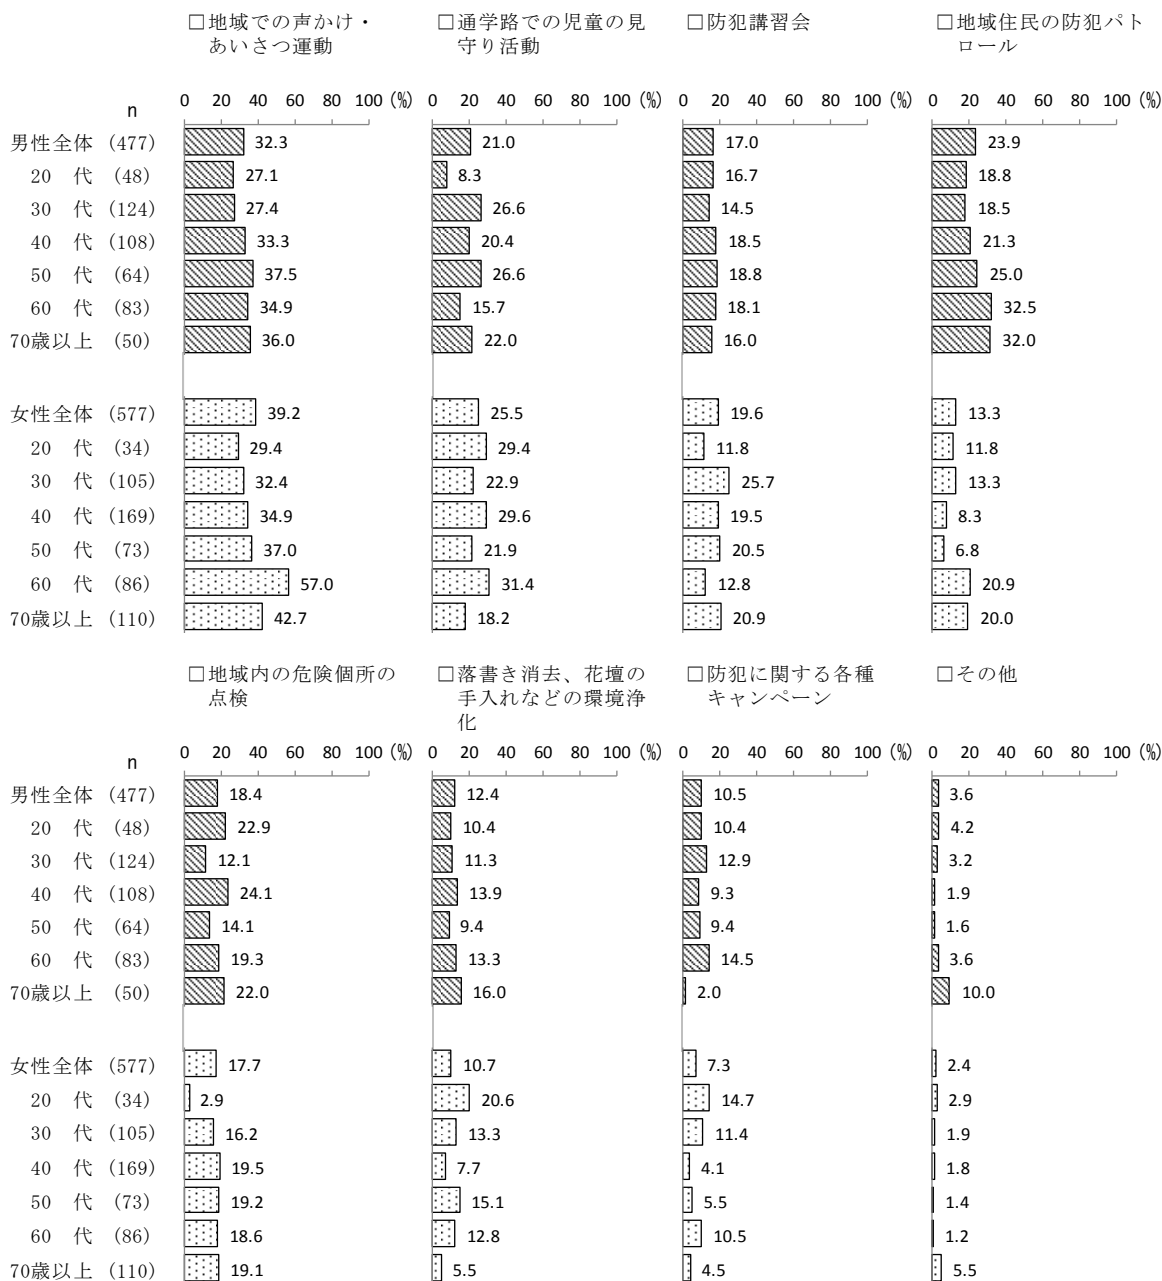 □地域での声かけ・
あいさつ運動
□通学路での児童の見
守り活動
□防犯講習会
□地域住民の防犯パト
ロール
n 0 20 40 60 80 100 (%) 0 20 40 60 80 100 (%) 0 20 40 60 80 100 (%) 0 20 40 60 80 100 (%)
男性全体 (477) 32.3 21.0 17.0 23.9
20 代 (48) 27.1 8.3 16.7 18.8
30 代 (124) 27.4 26.6 14.5 18.5
40 代 (108) 33.3 20.4 18.5 21.3
50 代 (64) 37.5 26.6 18.8 25.0
60 代 (83) 34.9 15.7 18.1 32.5
70歳以上 (50) 36.0 22.0 16.0 32.0
女性全体 (577) 39.2 25.5 19.6 13.3
20 代 (34) 29.4 29.4 11.8 11.8
30 代 (105) 32.4 22.9 25.7 13.3
40 代 (169) 34.9 29.6 19.5 8.3
50 代 (73) 37.0 21.9 20.5 6.8
60 代 (86) 57.0 31.4 12.8 20.9
70歳以上 (110) 42.7 18.2 20.9 20.0
□地域内の危険個所の
点検
□落書き消去、花壇の
手入れなどの環境浄
化
□防犯に関する各種
キャンペーン
□その他
n 0 20 40 60 80 100 (%) 0 20 40 60 80 100 (%) 0 20 40 60 80 100 (%) 0 20 40 60 80 100 (%)
男性全体 (477) 18.4 12.4 10.5 3.6
20 代 (48) 22.9 10.4 10.4 4.2
30 代 (124) 12.1 11.3 12.9 3.2
40 代 (108) 24.1 13.9 9.3 1.9
50 代 (64) 14.1 9.4 9.4 1.6
60 代 (83) 19.3 13.3 14.5 3.6
70歳以上 (50) 22.0 16.0 2.0 10.0
女性全体 (577) 17.7 10.7 7.3 2.4
20 代 (34) 2.9 20.6 14.7 2.9
30 代 (105) 16.2 13.3 11.4 1.9
40 代 (169) 19.5 7.7 4.1 1.8
50 代 (73) 19.2 15.1 5.5 1.4
60 代 (86) 18.6 12.8 10.5 1.2
70歳以上 (110) 19.1 5.5 4.5 5.5